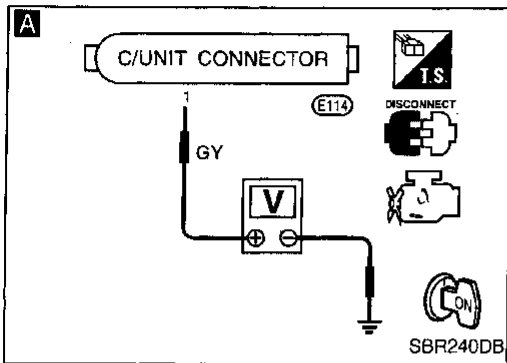 A
C/UNIT CONNECTOR
T.S.
1
E114
DISCONNECT
GY
V
⊕ ⊖
ON
SBR240DB